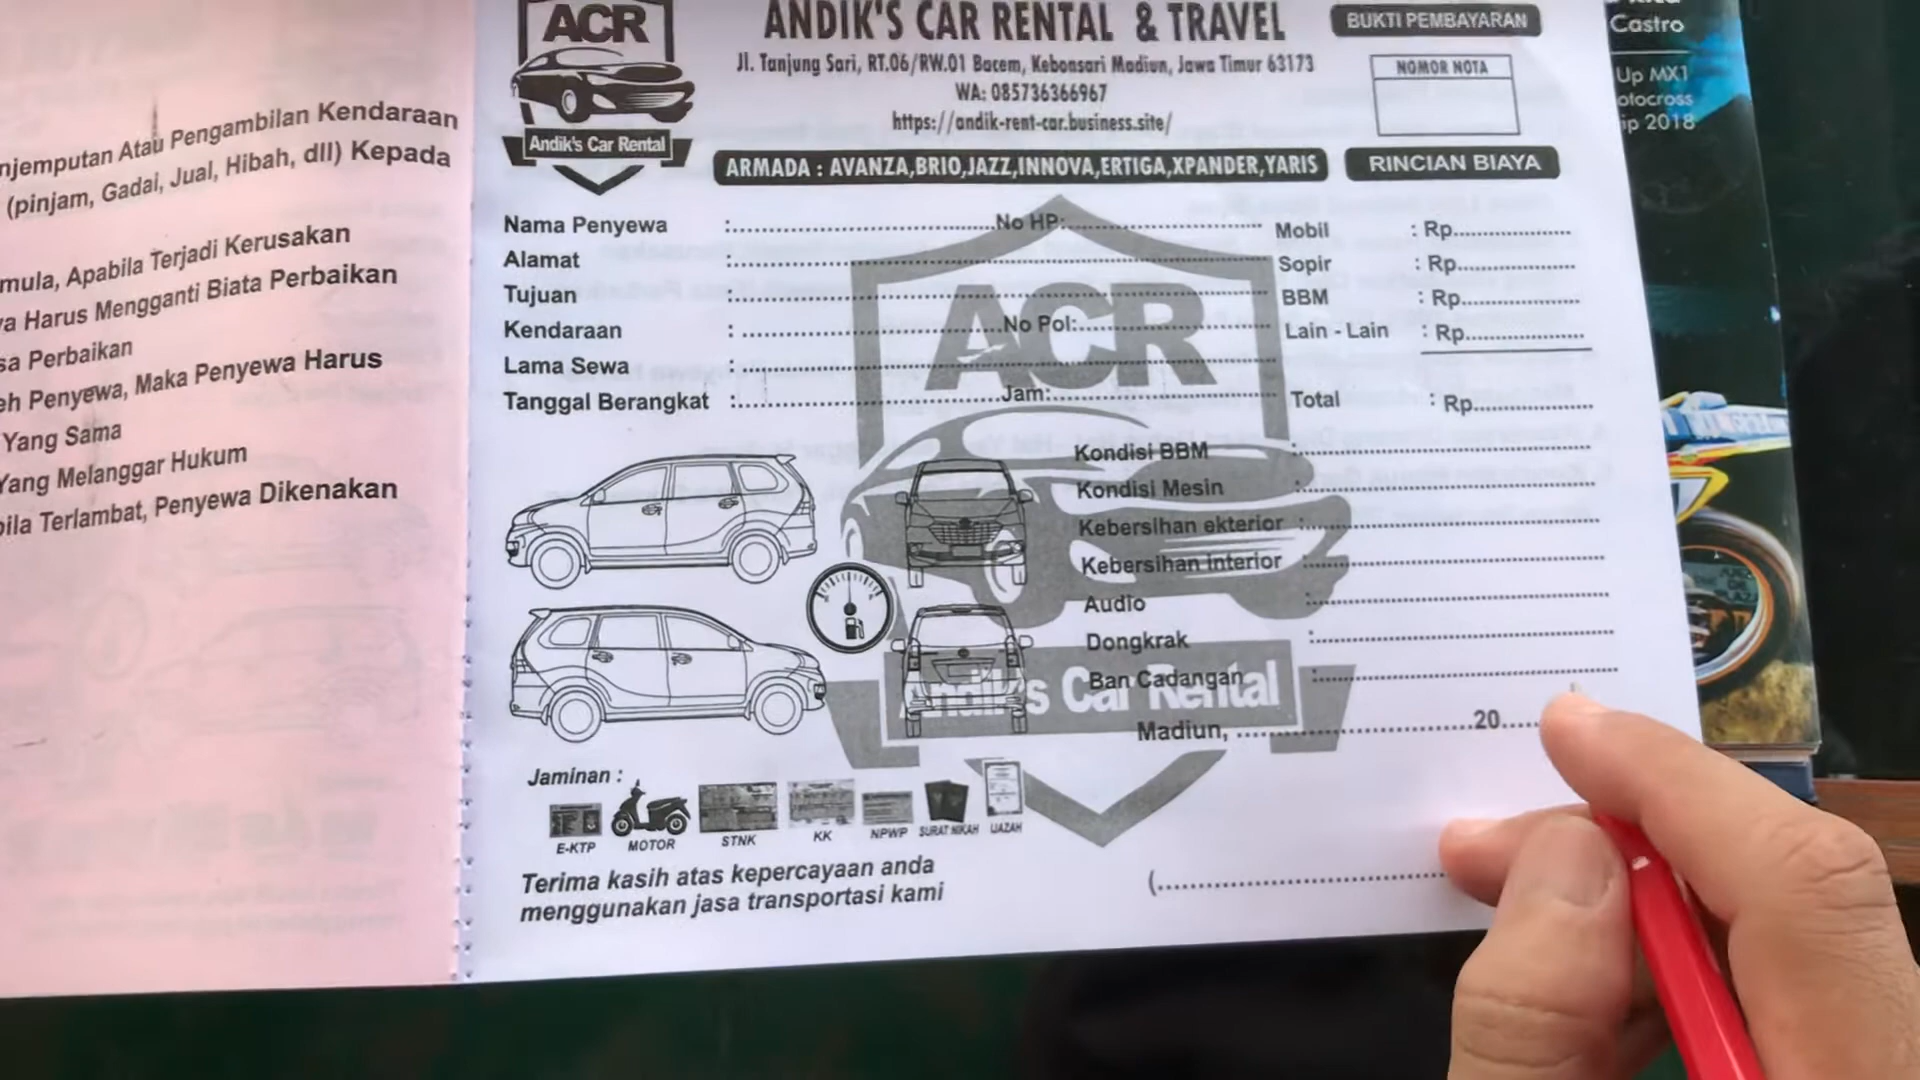 njemputan Atau Pengambilan Kendaraan
(pinjam, Gadai, Jual, Hibah, dll) Kepada
mula, Apabila Terjadi Kerusakan
a Harus Mengganti Biata Perbaikan
sa Perbaikan
eh Penyewa, Maka Penyewa Harus
Yang Sama
Yang Melanggar Hukum
bila Terlambat, Penyewa Dikenakan
ACR
Andik's Car Rental
ANDIK'S CAR RENTAL & TRAVEL
Jl. Tanjung Sari, RT.06/RW.01 Bacem, Kebonsari Madiun, Jawa Timur 63173
WA: 085736366967
https://andik-rent-car.business.site/
ARMADA : AVANZA,BRIO,JAZZ,INNOVA,ERTIGA,XPANDER,YARIS
BUKTI PEMBAYARAN
NOMOR NOTA
RINCIAN BIAYA
Nama Penyewa :..............................No HP:..............................
Alamat :............................................................
Tujuan :............................................................
Kendaraan :..............................No Pol:..............................
Lama Sewa :............................................................
Tanggal Berangkat :..............................Jam:..............................
Mobil : Rp....................
Sopir : Rp....................
BBM : Rp....................
Lain - Lain : Rp....................
Total : Rp....................
ACR
Andik's Car Rental
Kondisi BBM :..............................
Kondisi Mesin :..............................
Kebersihan ekterior :..............................
Kebersihan interior :..............................
Audio :..............................
Dongkrak :..............................
Ban Cadangan :..............................
Madiun, ..............................20.....
Jaminan :
E-KTP MOTOR STNK KK NPWP SURAT NIKAH IJAZAH
Terima kasih atas kepercayaan anda
menggunakan jasa transportasi kami
(..............................
Castro
Up MX1
otocross
ip 2018